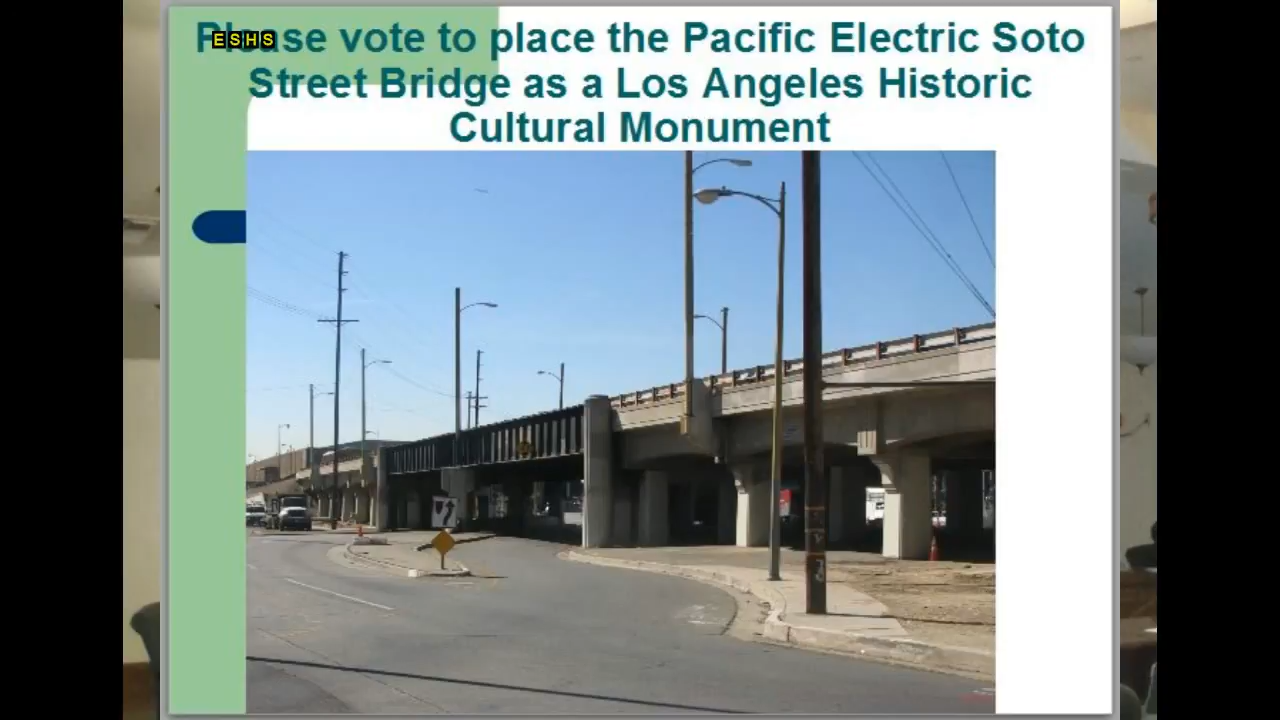 ESHS
Please vote to place the Pacific Electric Soto
Street Bridge as a Los Angeles Historic
Cultural Monument